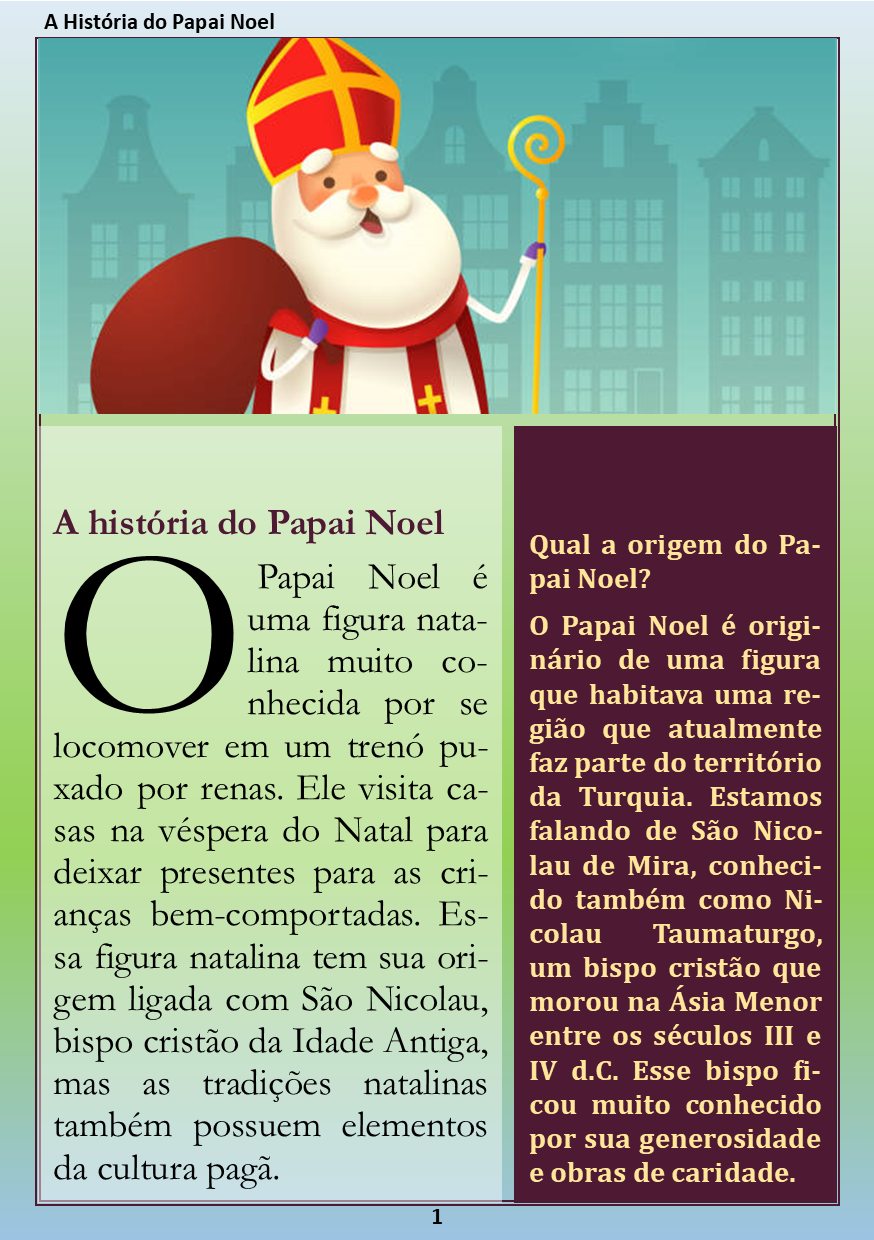 A História do Papai Noel
A história do Papai Noel
O Papai Noel é
uma figura nata-
lina muito co-
nhecida por se
locomover em um trenó pu-
xado por renas. Ele visita ca-
sas na véspera do Natal para
deixar presentes para as cri-
anças bem-comportadas. Es-
sa figura natalina tem sua ori-
gem ligada com São Nicolau,
bispo cristão da Idade Antiga,
mas as tradições natalinas
também possuem elementos
da cultura pagã.
Qual a origem do Pa-
pai Noel?
O Papai Noel é origi-
nário de uma figura
que habitava uma re-
gião que atualmente
faz parte do território
da Turquia. Estamos
falando de São Nico-
lau de Mira, conheci-
do também como Ni-
colau Taumaturgo,
um bispo cristão que
morou na Ásia Menor
entre os séculos III e
IV d.C. Esse bispo fi-
cou muito conhecido
por sua generosidade
e obras de caridade.
1